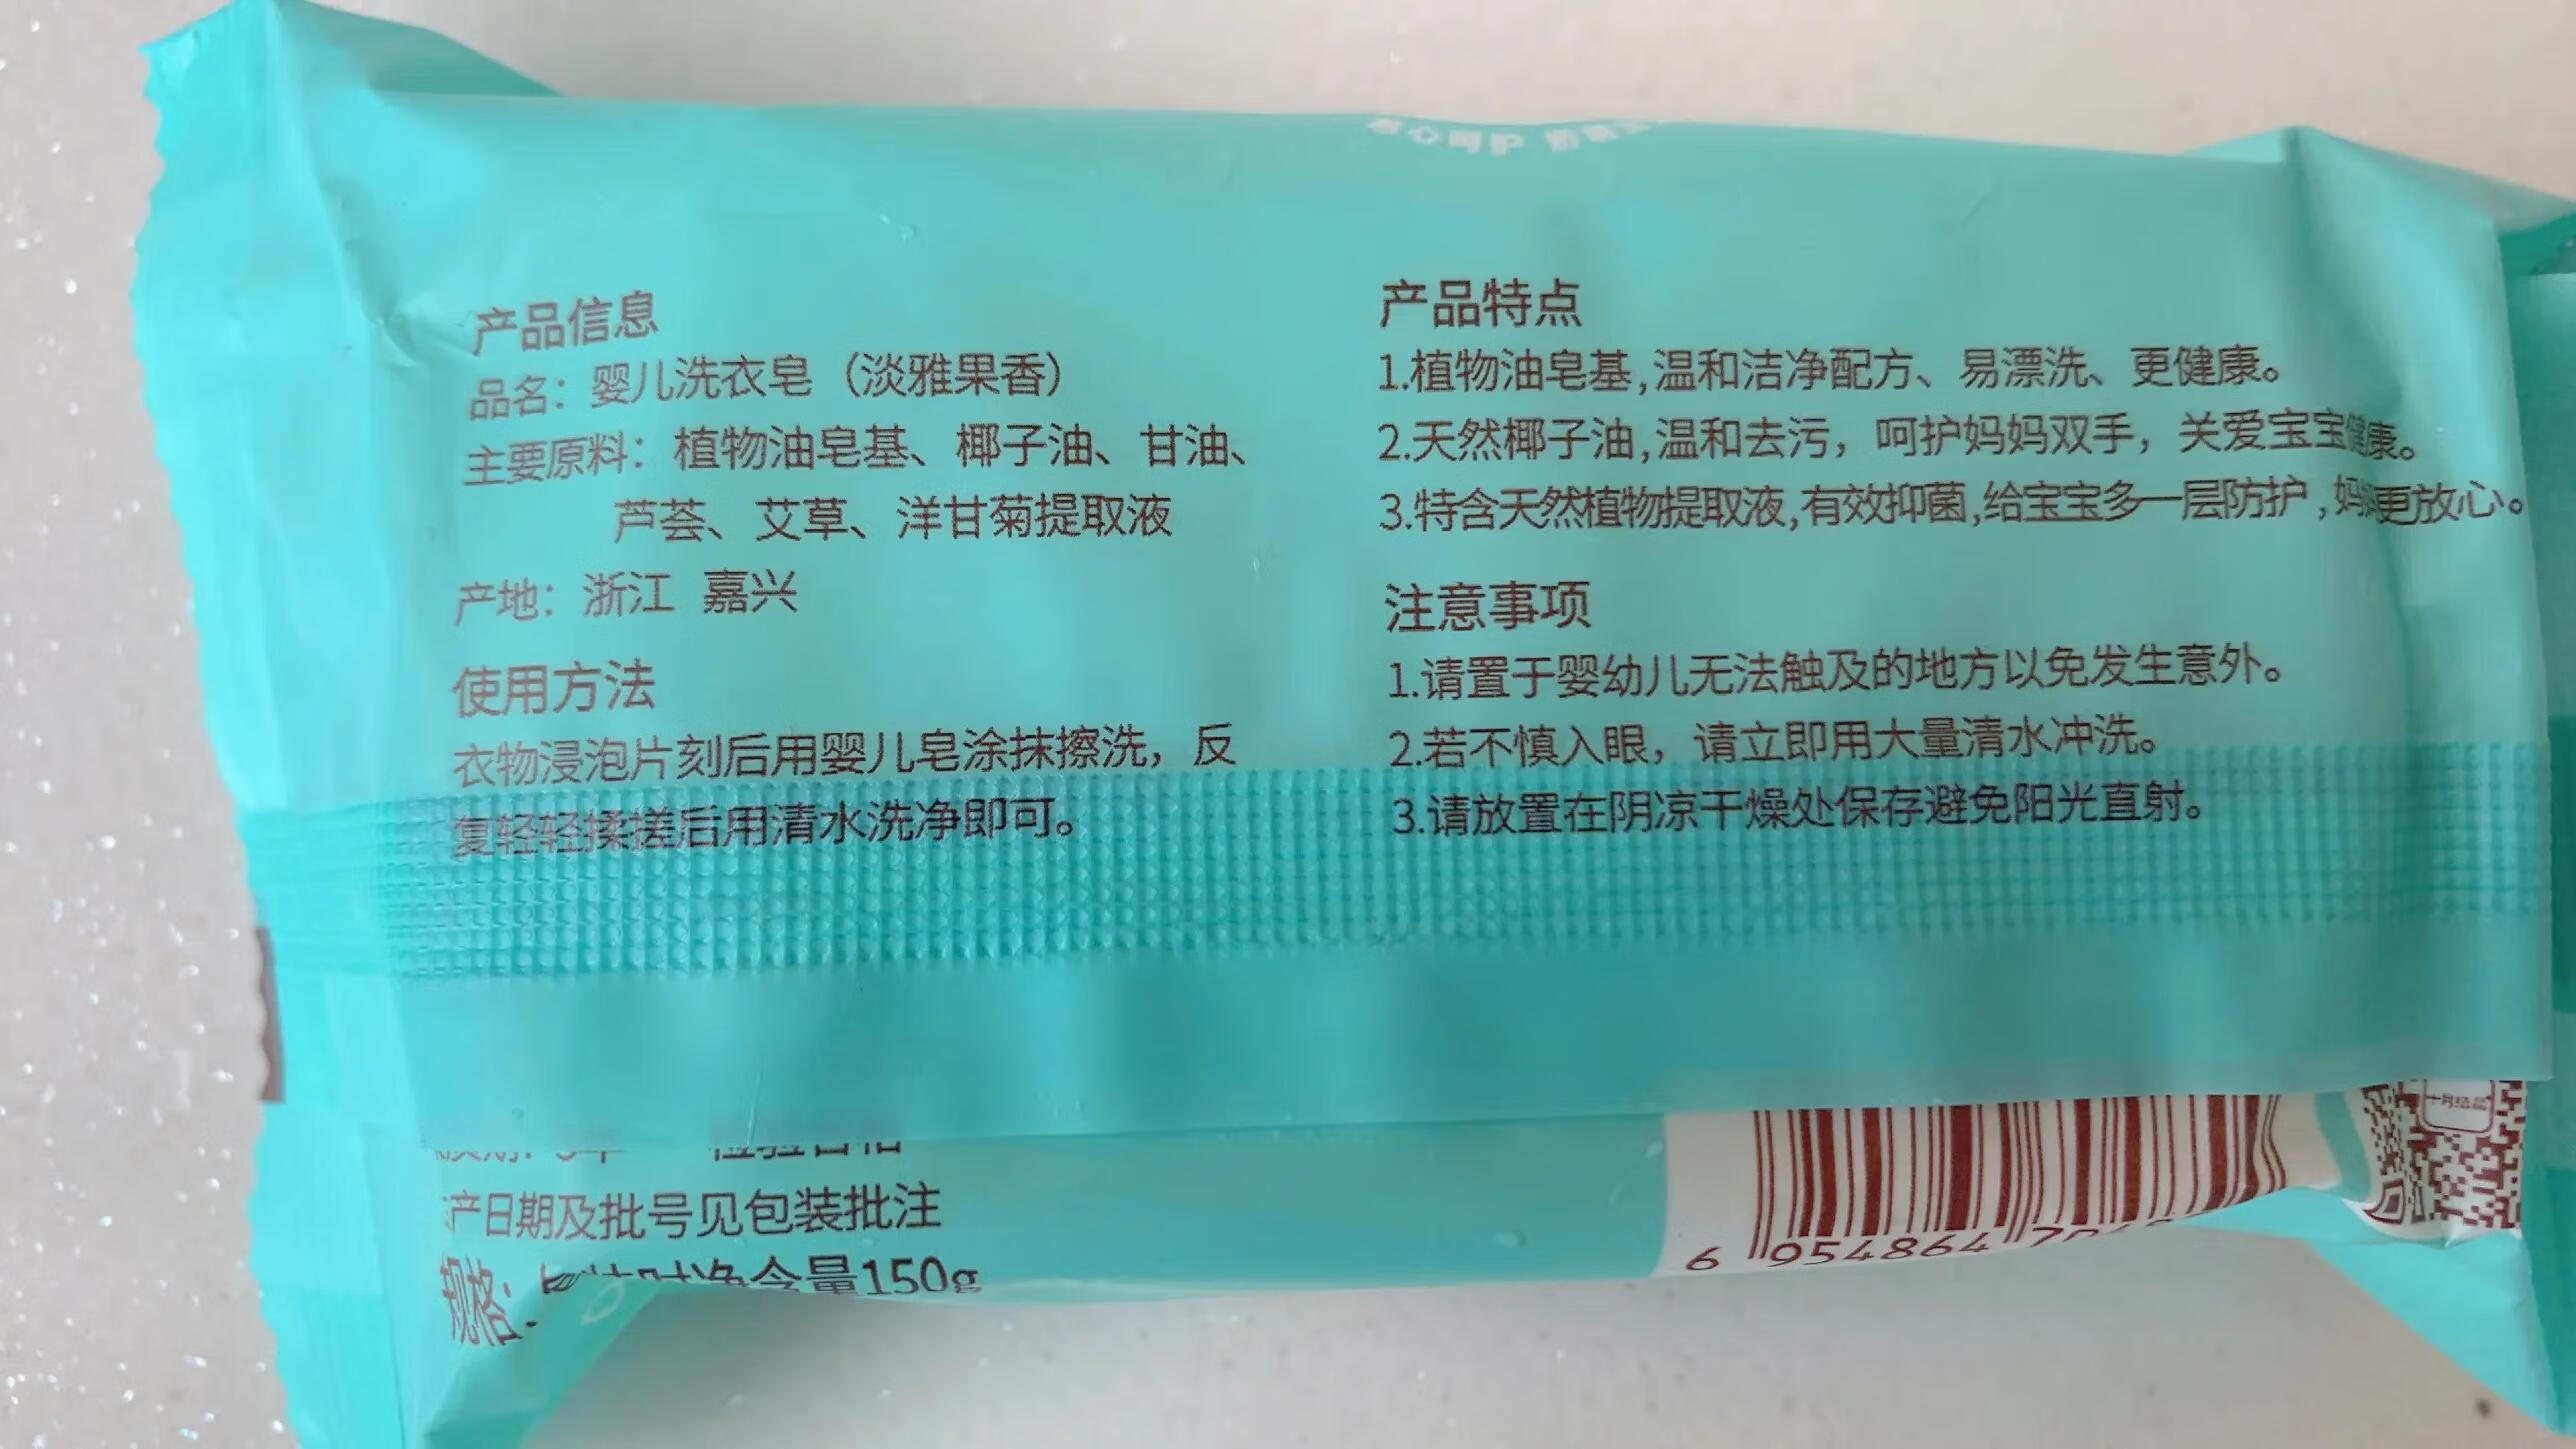 产品信息
品名：婴儿洗衣皂（淡雅果香）
主要原料：植物油皂基、椰子油、甘油、
芦荟、艾草、洋甘菊提取液
产地：浙江 嘉兴
使用方法
衣物浸泡片刻后用婴儿皂涂抹擦洗，反
复轻轻揉搓后用清水洗净即可。
产品特点
1.植物油皂基,温和洁净配方、易漂洗、更健康。
2.天然椰子油,温和去污，呵护妈妈双手，关爱宝宝健康。
3.特含天然植物提取液,有效抑菌,给宝宝多一层防护,妈更放心。
注意事项
1.请置于婴幼儿无法触及的地方以免发生意外。
2.若不慎入眼，请立即用大量清水冲洗。
3.请放置在阴凉干燥处保存避免阳光直射。
产日期及批号见包装批注
规格：净含量150g
6 954864